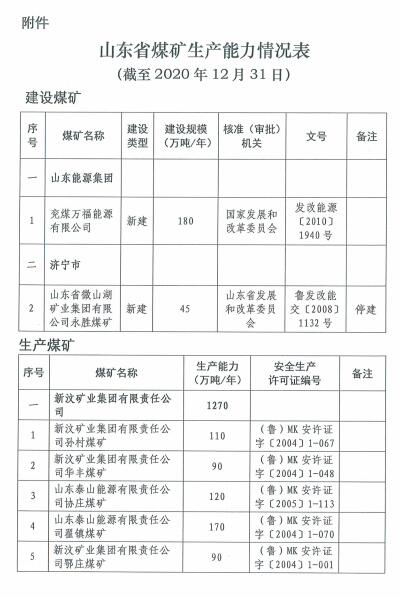 附件
山东省煤矿生产能力情况表
(截至 2020 年 12 月 31 日)
建设煤矿
序号 煤矿名称 建设类型 建设规模(万吨/年) 核准（审批）机关 文号 备注
一 山东能源集团
1 兖煤万福能源有限公司 新建 180 国家发展和改革委员会 发改能源〔2010〕1940 号
二 济宁市
2 山东省微山湖矿业集团有限公司永胜煤矿 新建 45 山东省发展和改革委员会 鲁发改能交〔2008〕1132 号 停建
生产煤矿
序号 煤矿名称 生产能力(万吨/年) 安全生产许可证编号 备注
一 新汶矿业集团有限责任公司 1270
1 新汶矿业集团有限责任公司孙村煤矿 110 (鲁) MK 安许证字〔2004〕1-067
2 新汶矿业集团有限责任公司华丰煤矿 90 (鲁) MK 安许证字〔2004〕1-048
3 山东泰山能源有限责任公司协庄煤矿 120 (鲁) MK 安许证字〔2005〕1-113
4 山东泰山能源有限责任公司翟镇煤矿 170 (鲁) MK 安许证字〔2004〕1-070
5 新汶矿业集团有限责任公司鄂庄煤矿 90 (鲁) MK 安许证字〔2004〕1-001